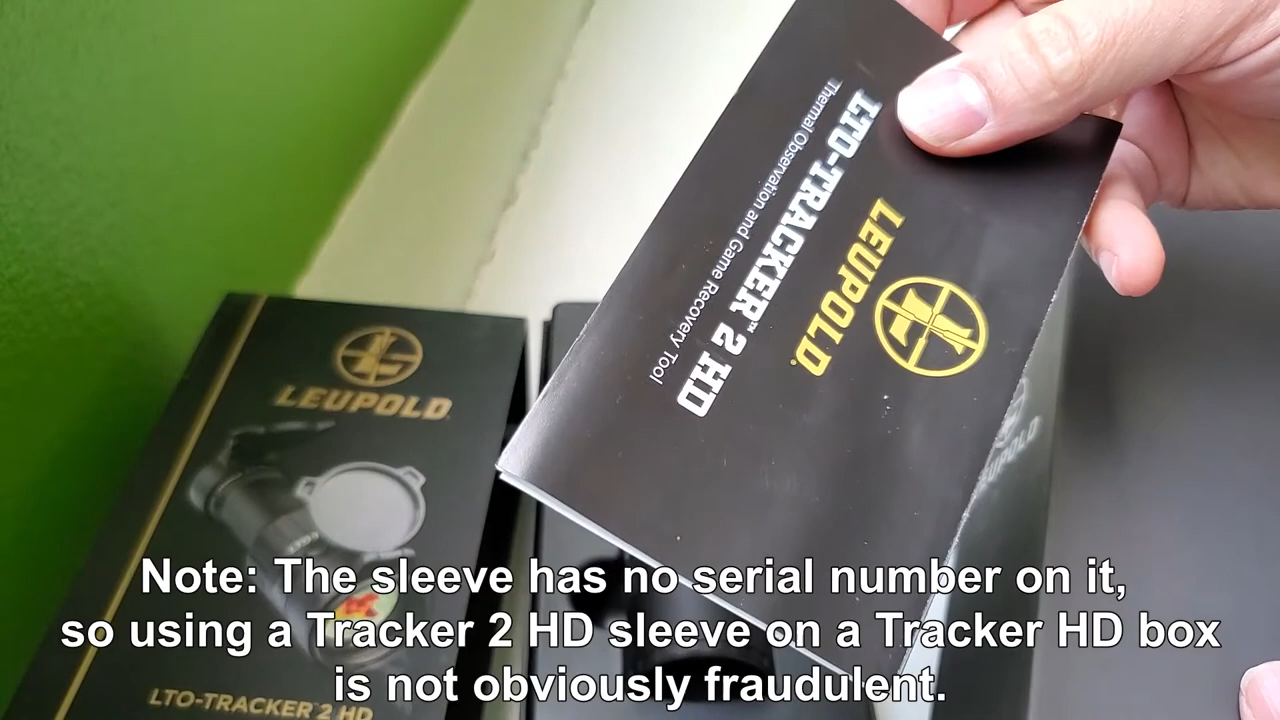 LEUPOLD
LTO-TRACKER 2 HD
LEUPOLD.
LTO-TRACKER™ 2 HD
Thermal Observation and Game Recovery Tool
LEUPOLD
Note: The sleeve has no serial number on it,
so using a Tracker 2 HD sleeve on a Tracker HD box
is not obviously fraudulent.